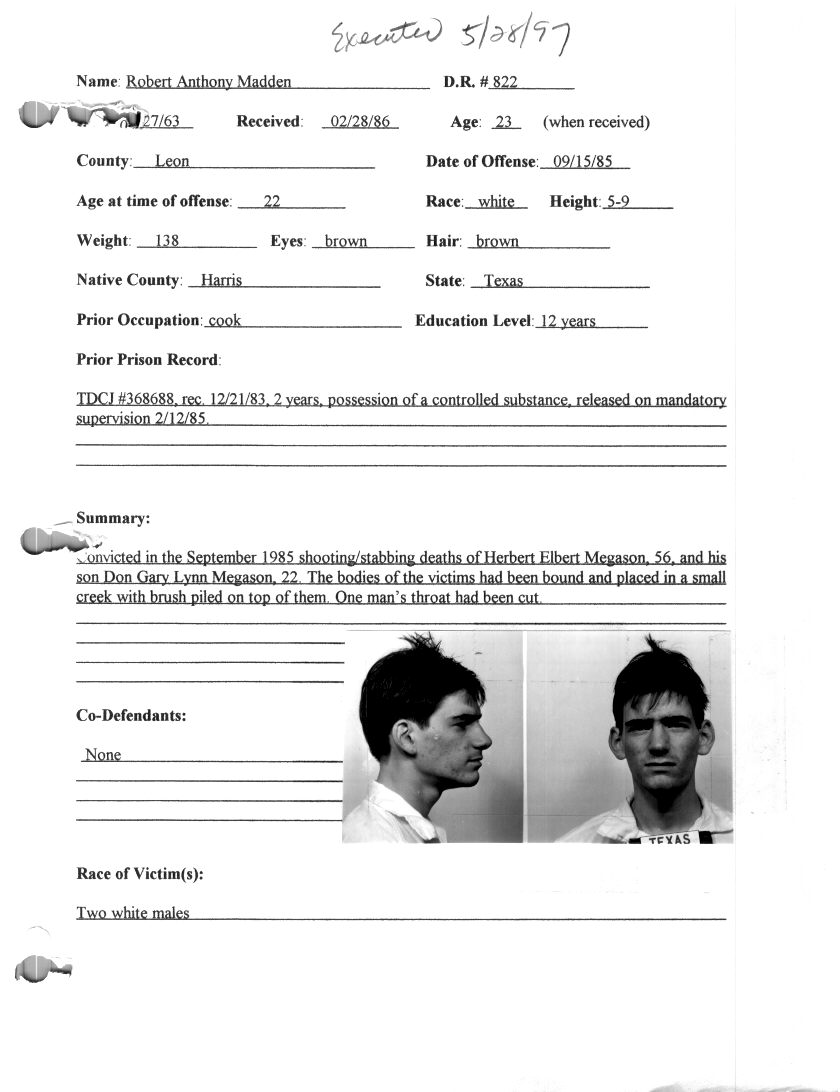 Executed 5/28/97
Name: Robert Anthony Madden D.R. # 822
27/63 Received: 02/28/86 Age: 23 (when received)
County: Leon Date of Offense: 09/15/85
Age at time of offense: 22 Race: white Height: 5-9
Weight: 138 Eyes: brown Hair: brown
Native County: Harris State: Texas
Prior Occupation: cook Education Level: 12 years
Prior Prison Record:
TDCJ #368688, rec. 12/21/83, 2 years, possession of a controlled substance, released on mandatory
supervision 2/12/85.
Summary:
Convicted in the September 1985 shooting/stabbing deaths of Herbert Elbert Megason, 56, and his
son Don Gary Lynn Megason, 22. The bodies of the victims had been bound and placed in a small
creek with brush piled on top of them. One man's throat had been cut.
Co-Defendants:
None
TEXAS
Race of Victim(s):
Two white males